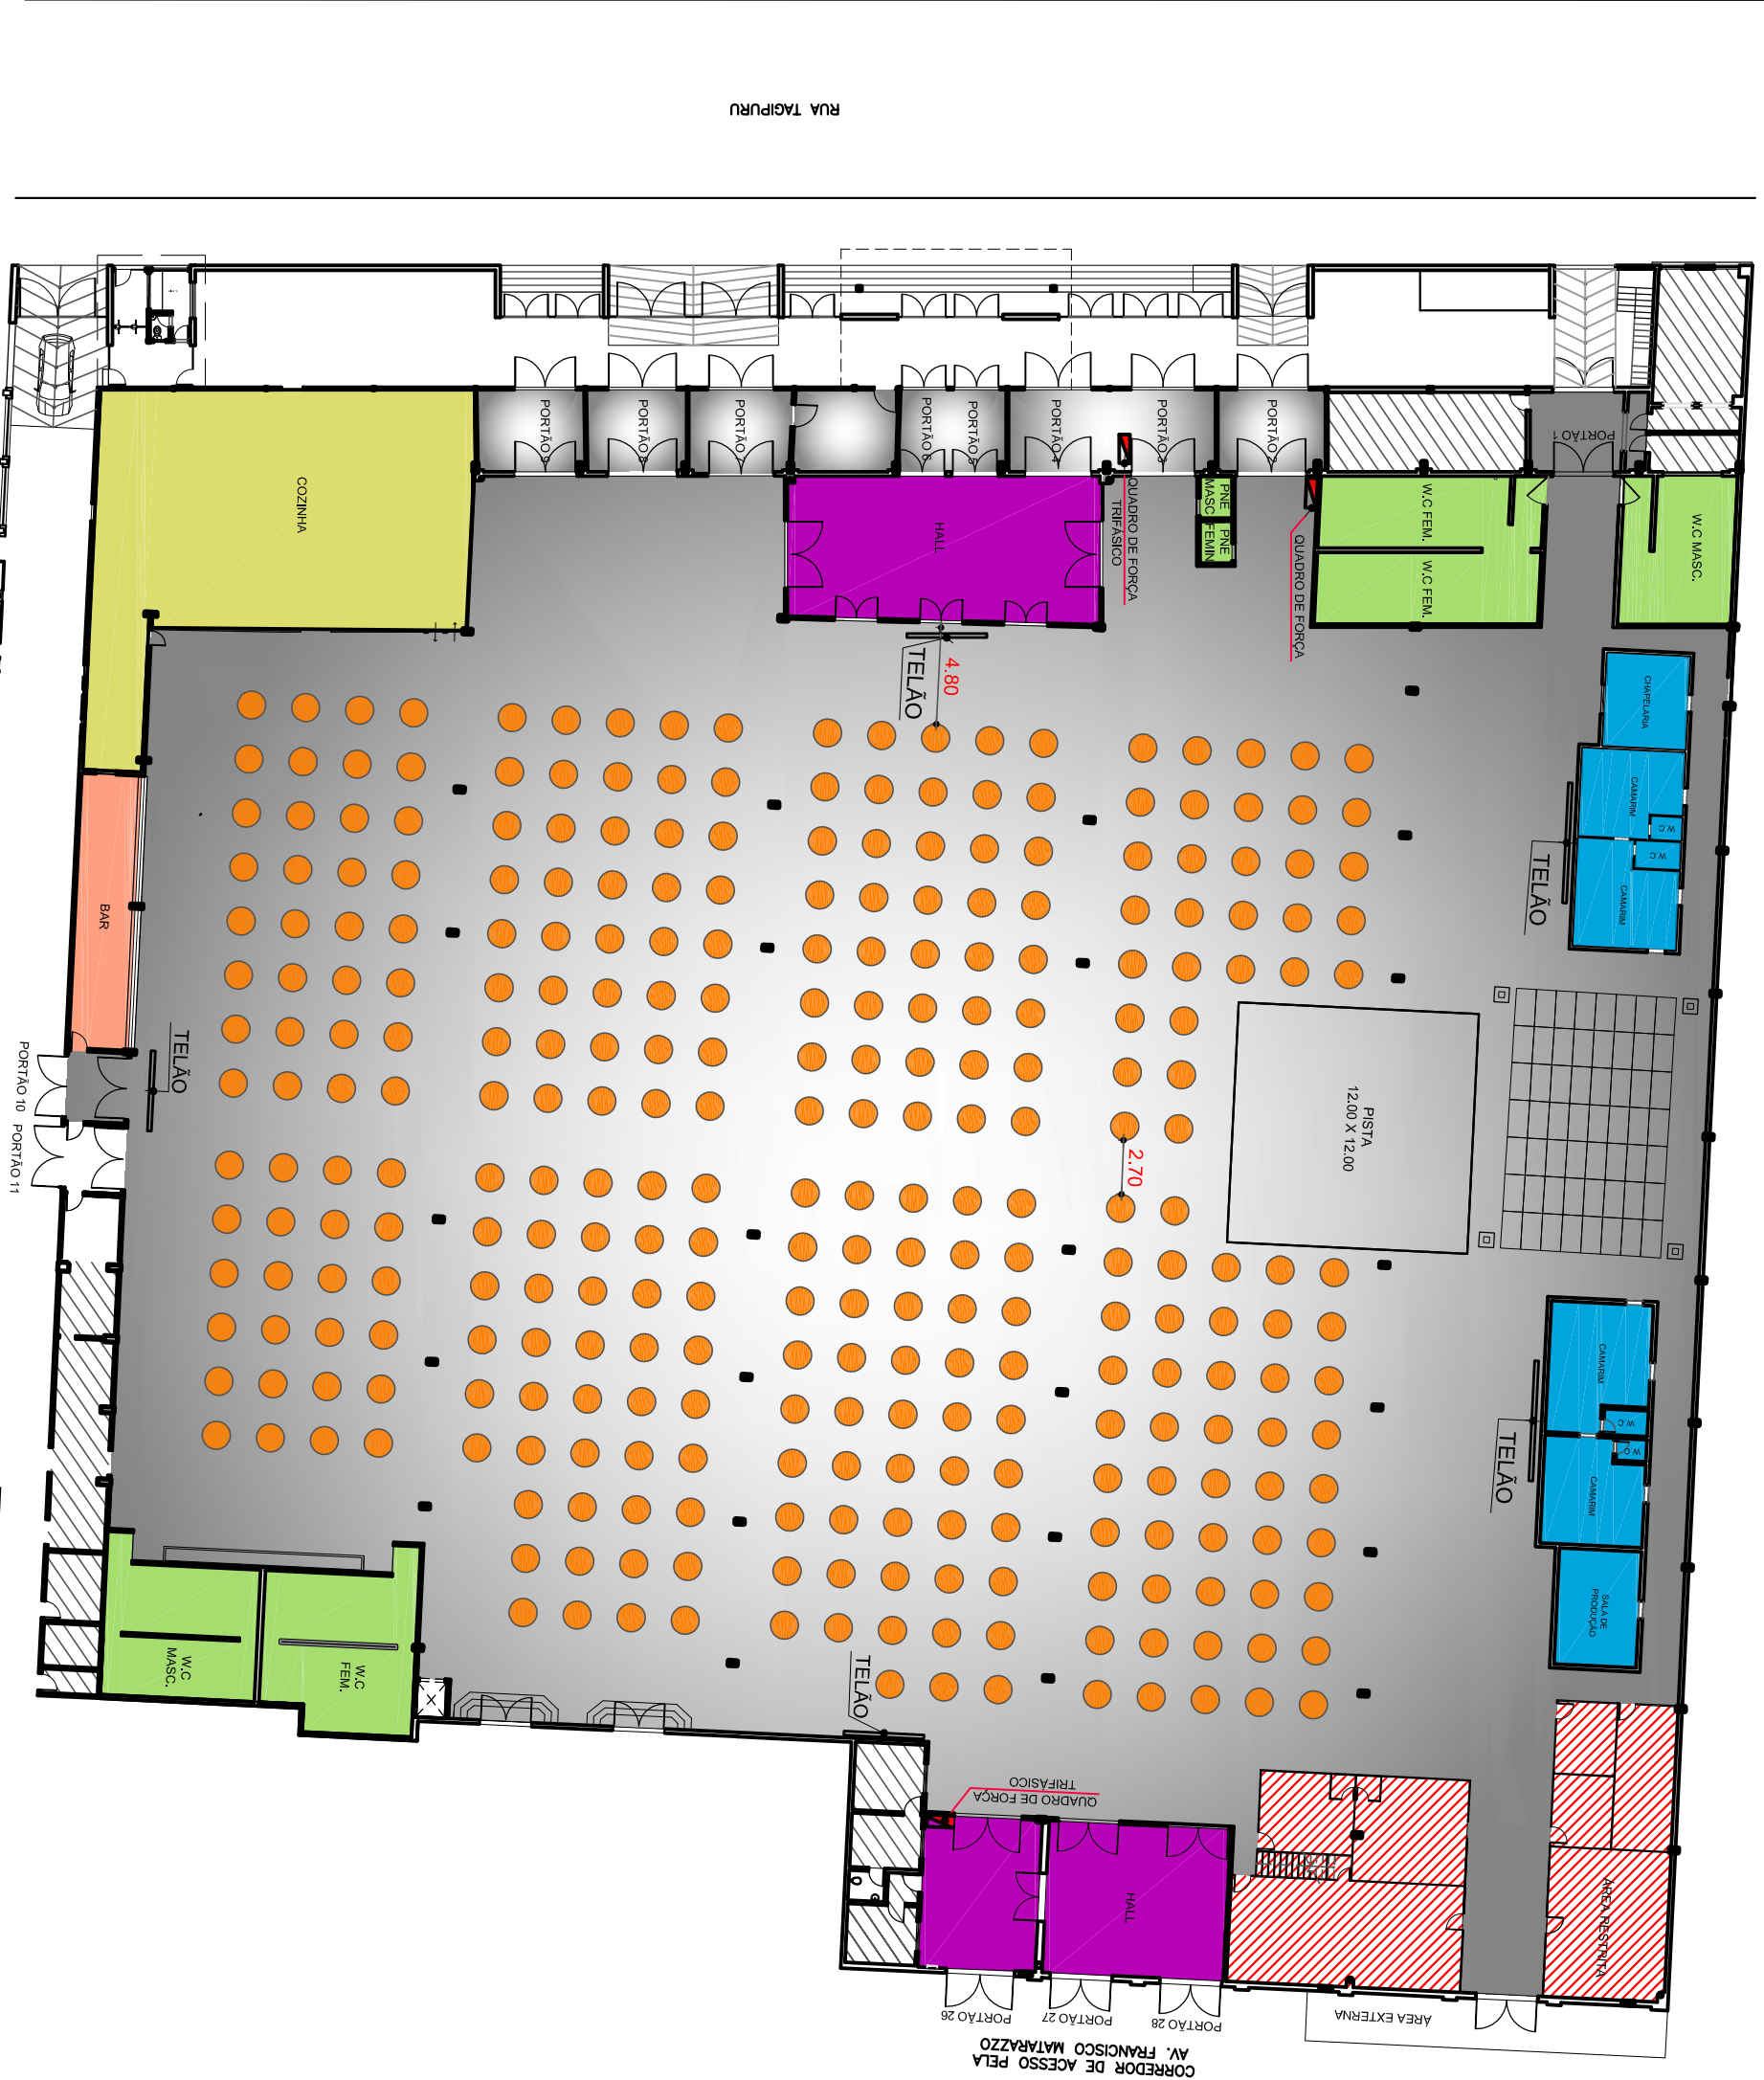 RUA TAGIPURU
PORTÃO 9
PORTÃO 8
PORTÃO 7
PORTÃO 6
PORTÃO 5
PORTÃO 4
PORTÃO 3
PORTÃO 2
PORTÃO 1
COZINHA
HALL
QUADRO DE FORÇA
TRIFÁSICO
PNE
MASC
PNE
FEMIN
QUADRO DE FORÇA
W.C FEM.
W.C FEM.
W.C MASC.
TELÃO
4.80
CHAPELARIA
CAMARIM
W.C
W.C
CAMARIM
TELÃO
BAR
TELÃO
PORTÃO 10
PORTÃO 11
PISTA
12.00 X 12.00
2.70
CAMARIM
W.C
W.C
CAMARIM
TELÃO
SALA DE
PRODUÇÃO
W.C
MASC.
W.C
FEM.
TELÃO
QUADRO DE FORÇA
TRIFÁSICO
HALL
ÁREA RESTRITA
PORTÃO 26
PORTÃO 27
PORTÃO 28
ÁREA EXTERNA
CORREDOR DE ACESSO PELA
AV. FRANCISCO MATARAZZO